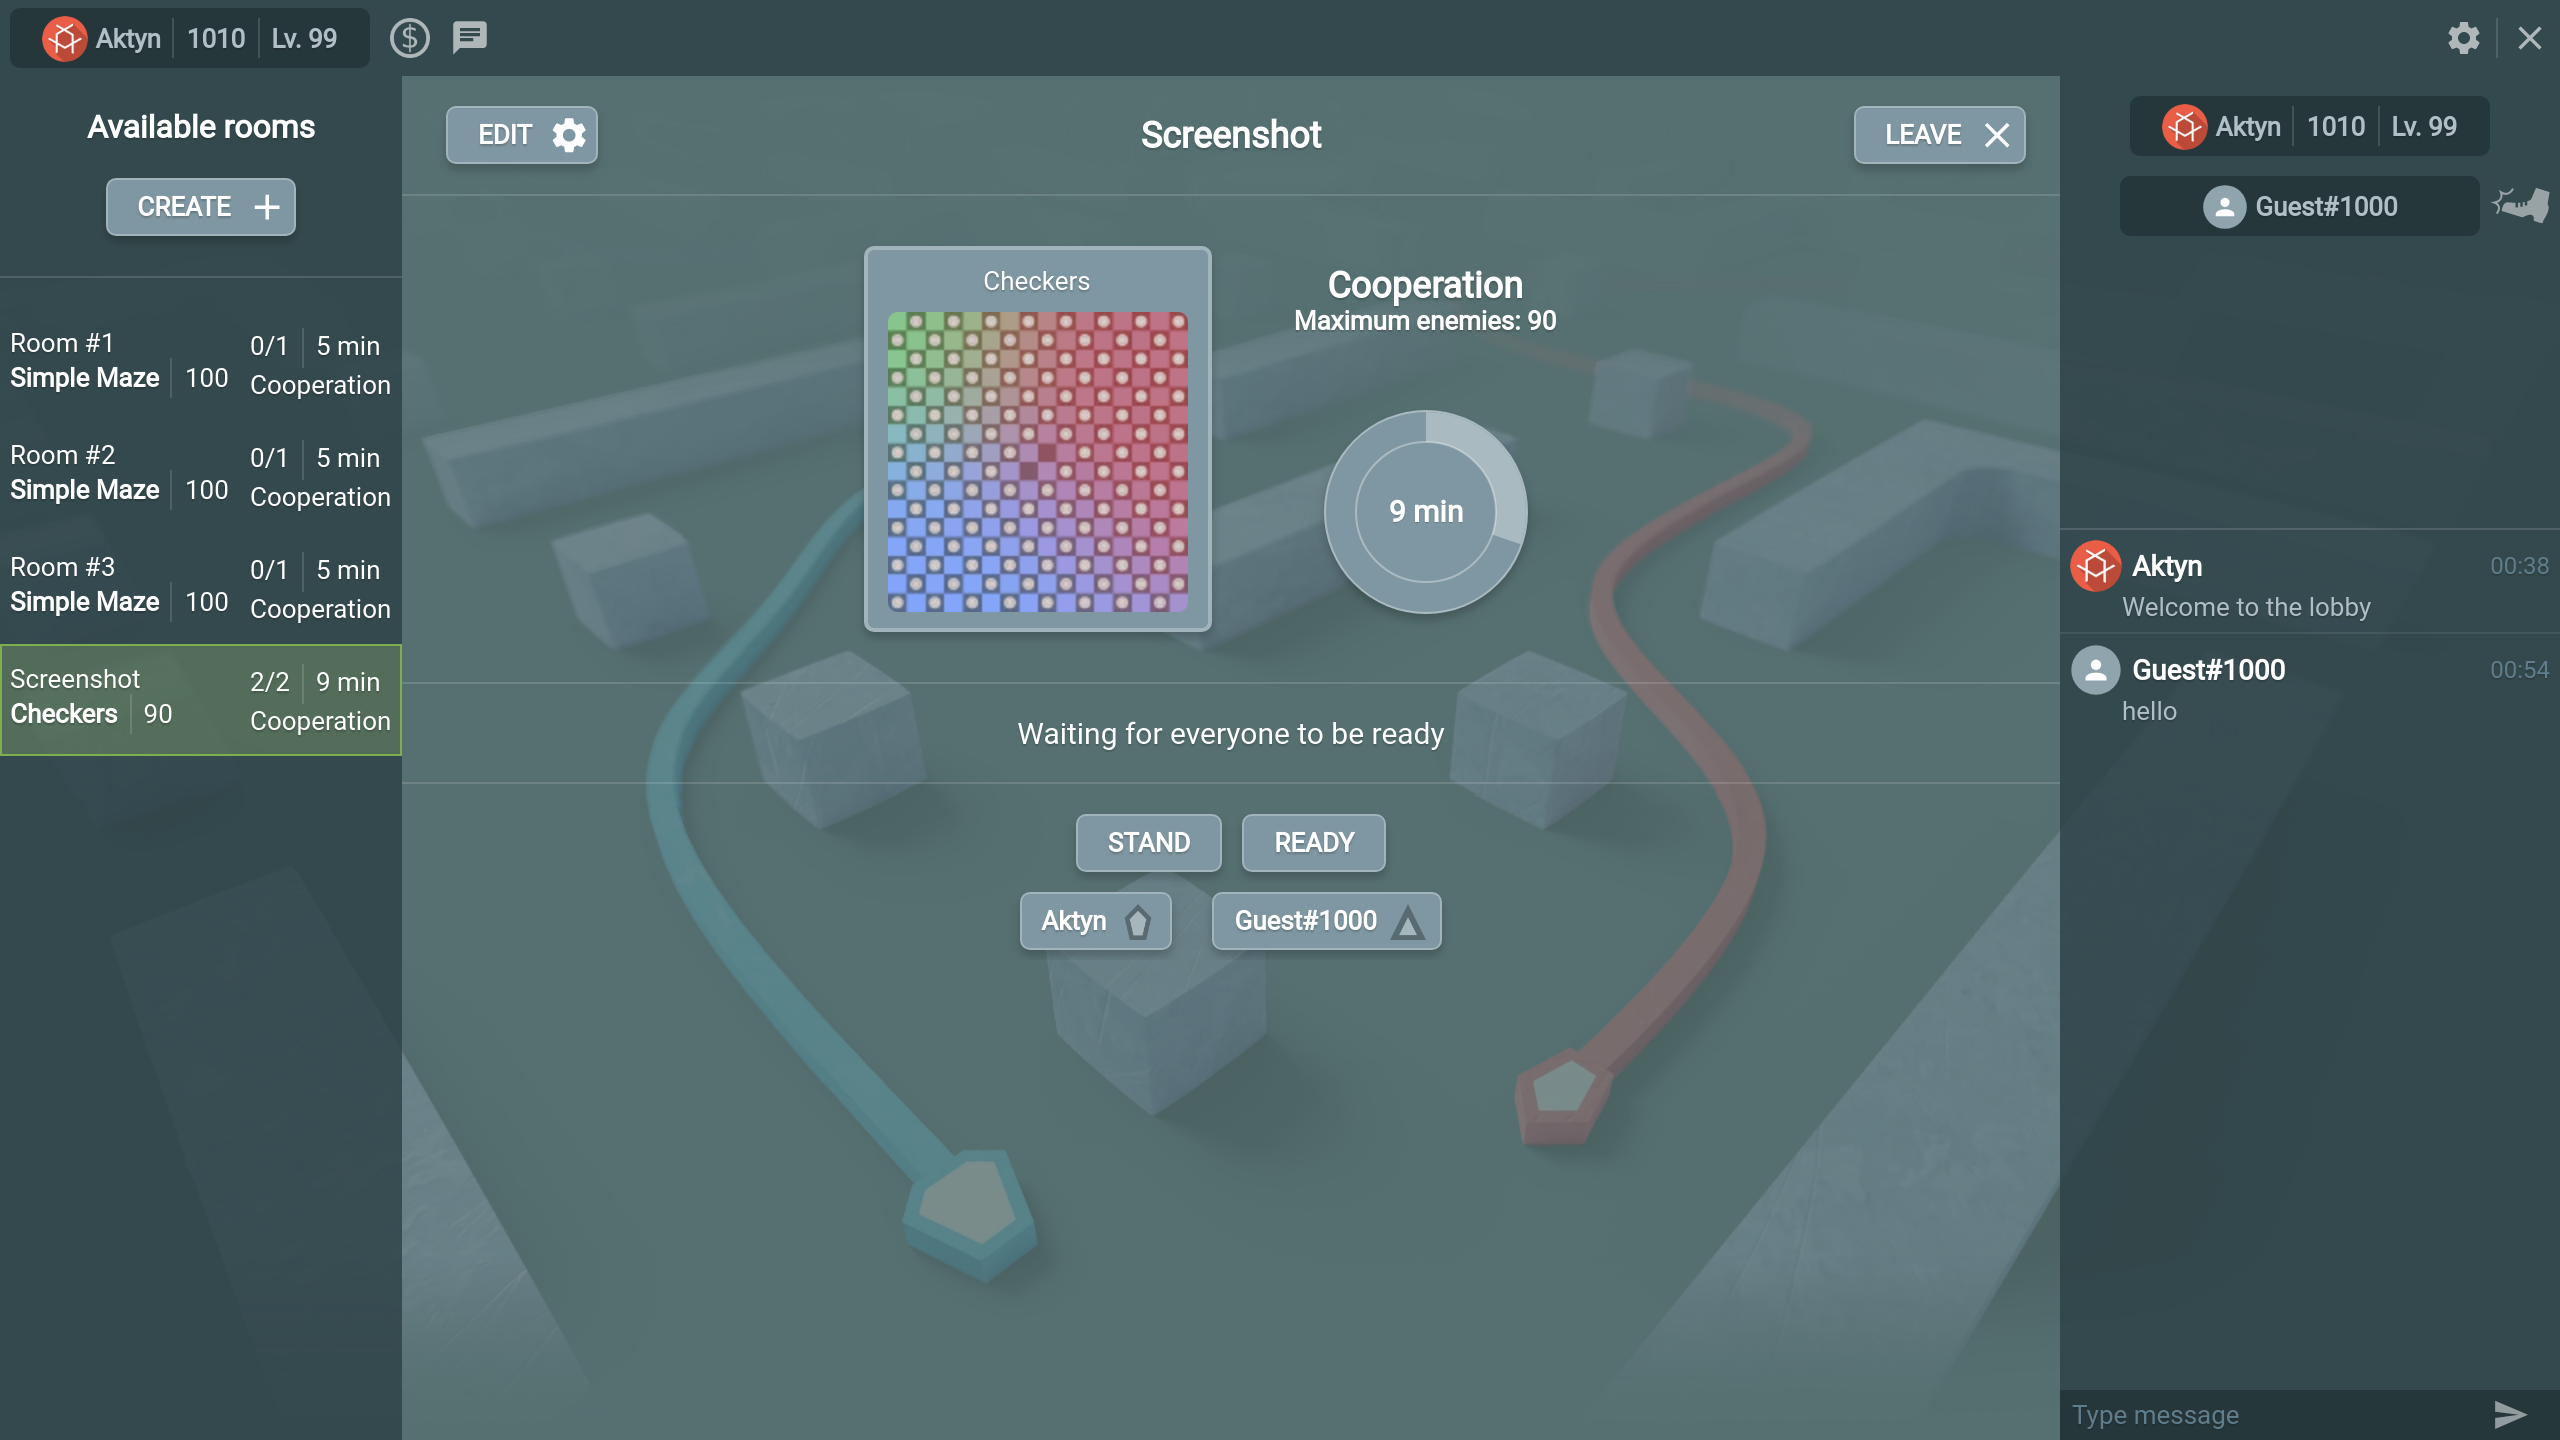 Aktyn 1010 Lv. 99
Available rooms
CREATE
Room #1 0/1 5 min
Simple Maze 100 Cooperation
Room #2 0/1 5 min
Simple Maze 100 Cooperation
Room #3 0/1 5 min
Simple Maze 100 Cooperation
Screenshot 2/2 9 min
Checkers 90 Cooperation
EDIT
Screenshot
LEAVE
Checkers
Cooperation
Maximum enemies: 90
9 min
Waiting for everyone to be ready
STAND READY
Aktyn Guest#1000
Aktyn 1010 Lv. 99
Guest#1000
Aktyn 00:38
Welcome to the lobby
Guest#1000 00:54
hello
Type message